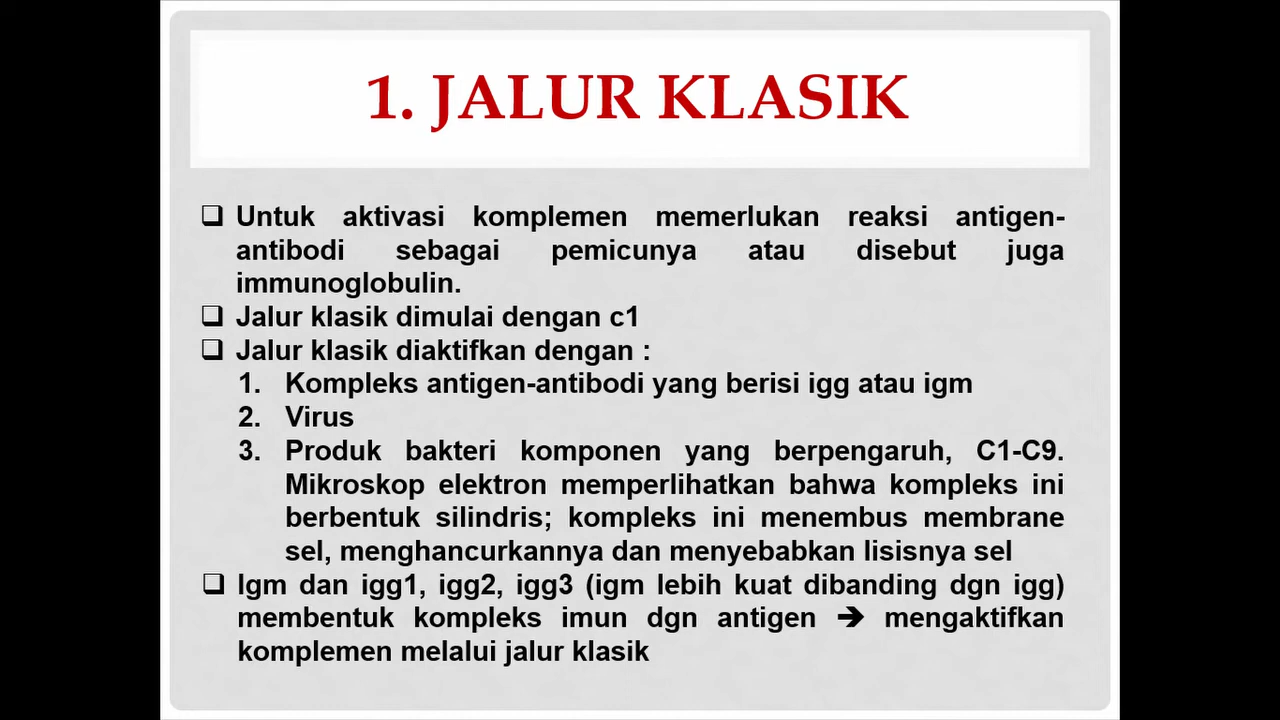 1. JALUR KLASIK
❑ Untuk aktivasi komplemen memerlukan reaksi antigen-
antibodi sebagai pemicunya atau disebut juga
immunoglobulin.
❑ Jalur klasik dimulai dengan c1
❑ Jalur klasik diaktifkan dengan :
1. Kompleks antigen-antibodi yang berisi igg atau igm
2. Virus
3. Produk bakteri komponen yang berpengaruh, C1-C9.
Mikroskop elektron memperlihatkan bahwa kompleks ini
berbentuk silindris; kompleks ini menembus membrane
sel, menghancurkannya dan menyebabkan lisisnya sel
❑ Igm dan igg1, igg2, igg3 (igm lebih kuat dibanding dgn igg)
membentuk kompleks imun dgn antigen ➔ mengaktifkan
komplemen melalui jalur klasik